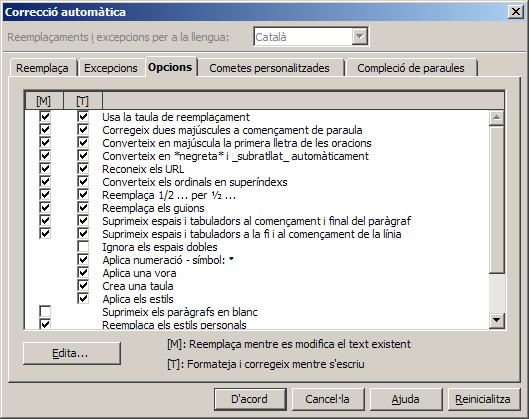 Correcció automàtica
Reemplaçaments i excepcions per a la llengua: Català
Reemplaça Excepcions Opcions Cometes personalitzades Compleció de paraules
[M] [T]
Usa la taula de reemplaçament
Corregeix dues majúscules a començament de paraula
Converteix en majúscula la primera lletra de les oracions
Converteix en *negreta* i _subratllat_ automàticament
Reconeix els URL
Converteix els ordinals en superíndexs
Reemplaça 1/2 ... per ½ ...
Reemplaça els guions
Suprimeix espais i tabuladors al començament i final del paràgraf
Suprimeix espais i tabuladors a la fi i al començament de la línia
Ignora els espais dobles
Aplica numeració - símbol: •
Aplica una vora
Crea una taula
Aplica els estils
Suprimeix els paràgrafs en blanc
Reemplaça els estils personals
Edita... [M]: Reemplaça mentre es modifica el text existent
[T]: Formateja i corregeix mentre s'escriu
D'acord Cancel·la Ajuda Reinicialitza